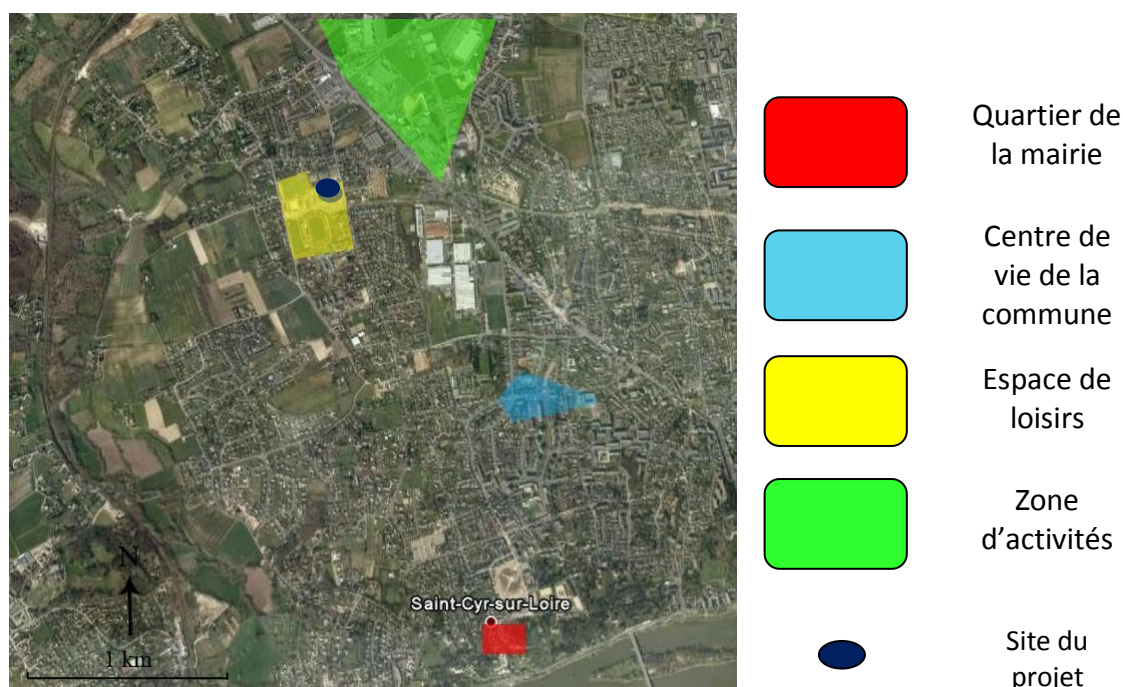 Quartier de
la mairie
Centre de
vie de la
commune
Espace de
loisirs
Zone
d’activités
Site du
projet
N
1 km
Saint-Cyr-sur-Loire